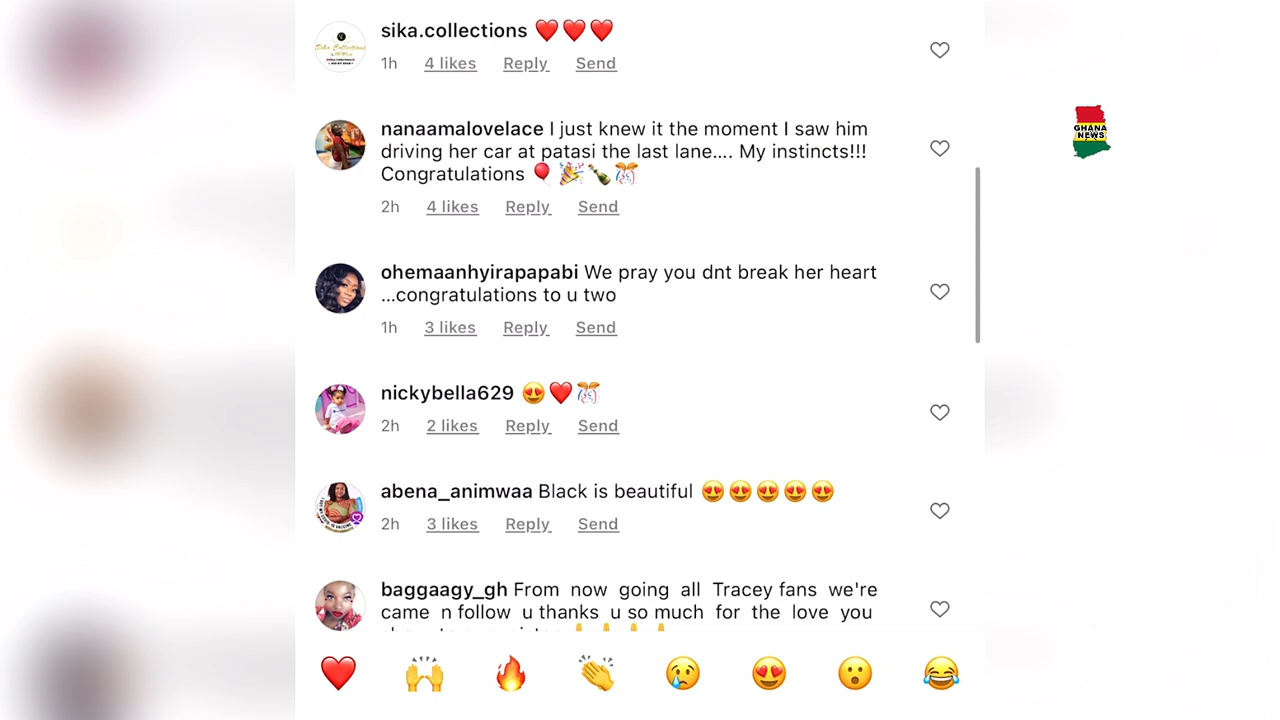 sika.collections ❤️ ❤️ ❤️
1h 4 likes Reply Send
nanaamalovelace I just knew it the moment I saw him
driving her car at patasi the last lane.... My instincts!!!
Congratulations 🎈 🎉 🍾 🎊
2h 4 likes Reply Send
ohemaanhyirapapabi We pray you dnt break her heart
...congratulations to u two
1h 3 likes Reply Send
nickybella629 😍 ❤️ 🎊
2h 2 likes Reply Send
abena_animwaa Black is beautiful 😍 😍 😍 😍 😍
2h 3 likes Reply Send
baggaagy_gh From now going all Tracey fans we're
came n follow u thanks u so much for the love you
GHANA
NEWS